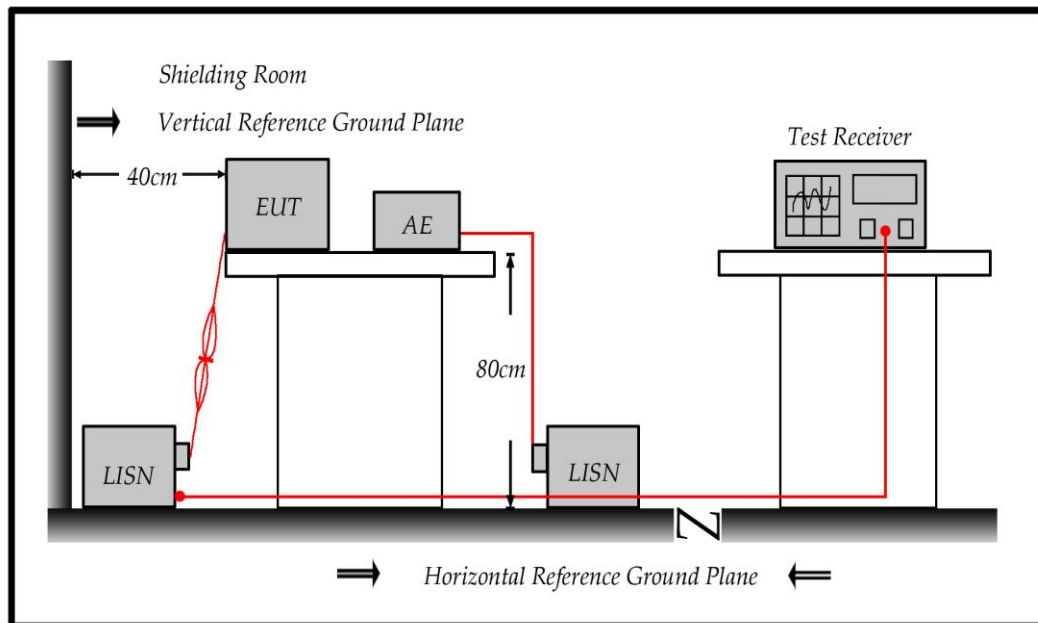 Shielding Room
Vertical Reference Ground Plane
Test Receiver
40cm
EUT
AE
80cm
LISN
LISN
Horizontal Reference Ground Plane